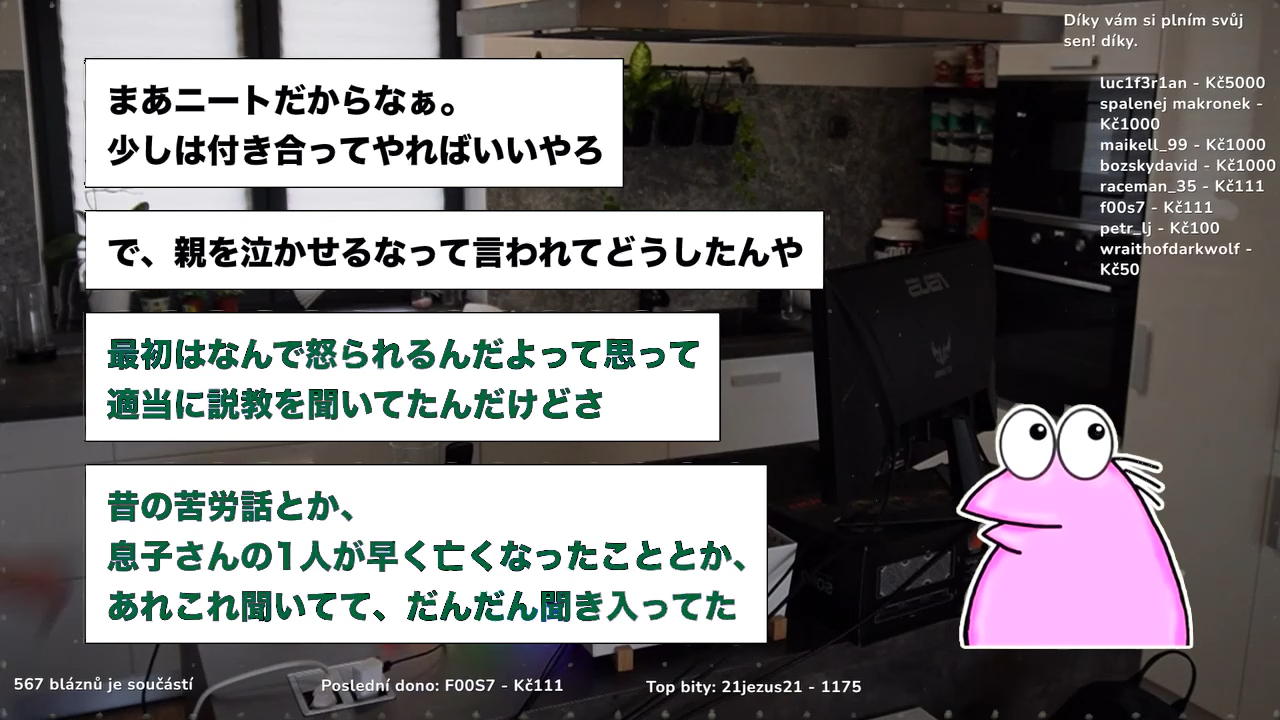 Díky vám si plním svůj
sen! díky.
luc1f3r1an - Kč5000
spalenej makronek -
Kč1000
maikell_99 - Kč1000
bozskydavid - Kč1000
raceman_35 - Kč111
f00s7 - Kč111
petr_lj - Kč100
wraithofdarkwolf -
Kč50
まあニートだからなぁ。
少しは付き合ってやればいいやろ
で、親を泣かせるなって言われてどうしたんや
最初はなんで怒られるんだよって思って
適当に説教を聞いてたんだけどさ
昔の苦労話とか、
息子さんの1人が早く亡くなったこととか、
あれこれ聞いてて、だんだん聞き入ってた
567 bláznů je součástí
Poslední dono: F00S7 - Kč111
Top bity: 21jezus21 - 1175